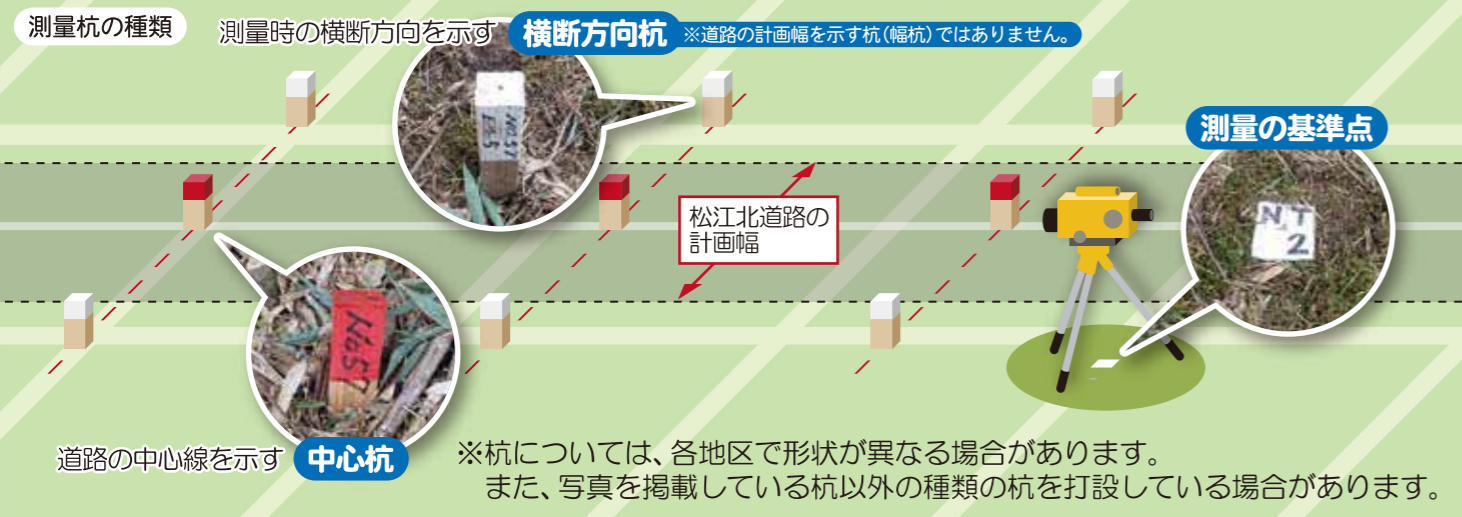 測量杭の種類
測量時の横断方向を示す 横断方向杭 ※道路の計画幅を示す杭（幅杭）ではありません。
測量の基準点
No.57
松江北道路の
計画幅
N T
2
No57
道路の中心線を示す 中心杭
※杭については、各地区で形状が異なる場合があります。
また、写真を掲載している杭以外の種類の杭を打設している場合があります。